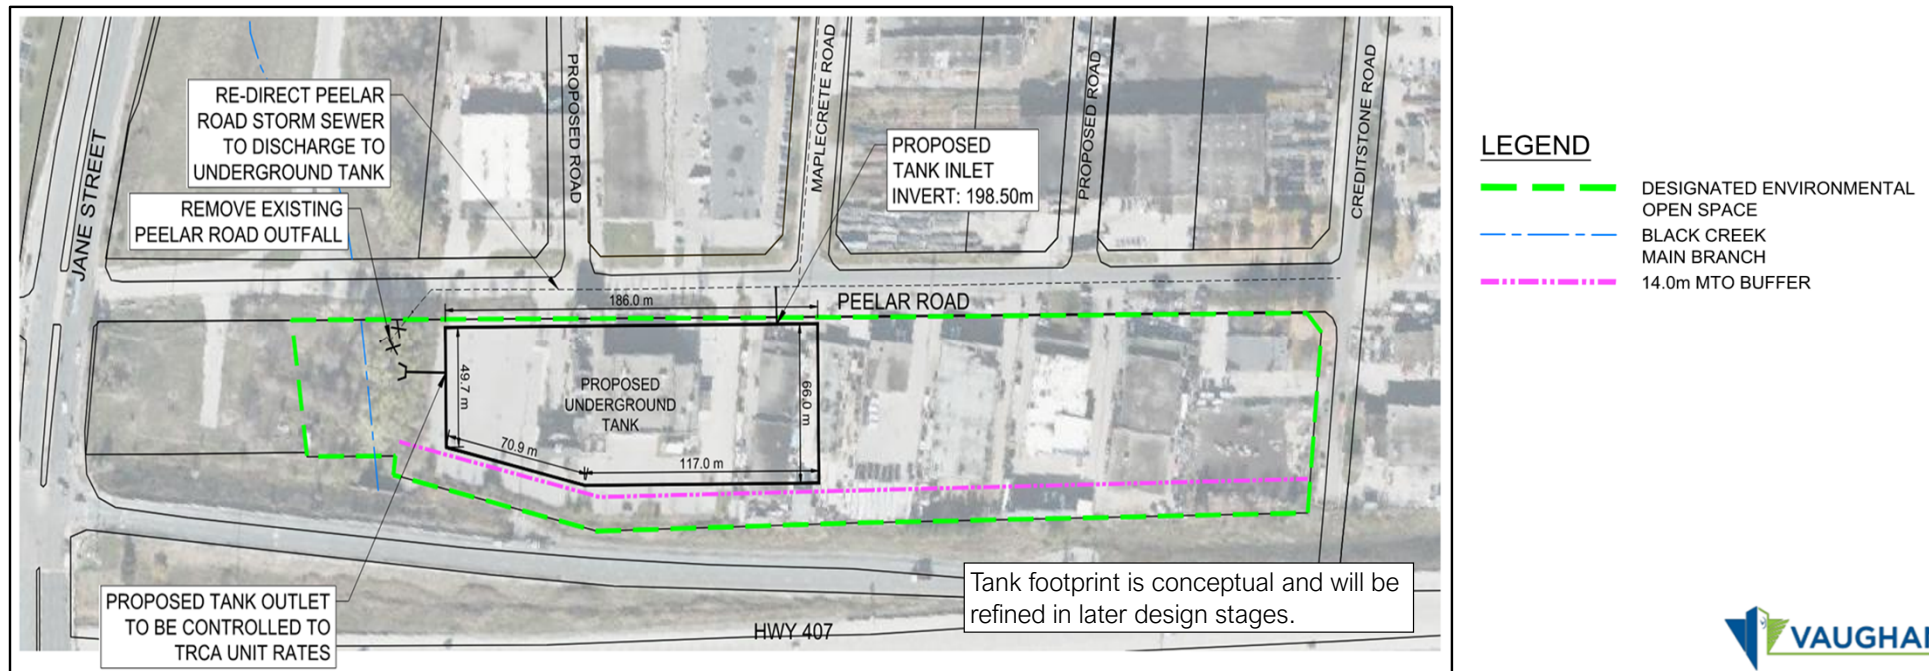 RE-DIRECT PEELAR
ROAD STORM SEWER
TO DISCHARGE TO
UNDERGROUND TANK
REMOVE EXISTING
PEELAR ROAD OUTFALL
JANE STREET
PROPOSED ROAD
PROPOSED
TANK INLET
INVERT: 198.50m
MAPLECRETE ROAD
PROPOSED ROAD
CREDITSTONE ROAD
186.0 m
PEELAR ROAD
49.7 m
PROPOSED
UNDERGROUND
TANK
66.0 m
70.9 m
117.0 m
PROPOSED TANK OUTLET
TO BE CONTROLLED TO
TRCA UNIT RATES
HWY 407
Tank footprint is conceptual and will be
refined in later design stages.
LEGEND
DESIGNATED ENVIRONMENTAL
OPEN SPACE
BLACK CREEK
MAIN BRANCH
14.0m MTO BUFFER
VAUGHAN